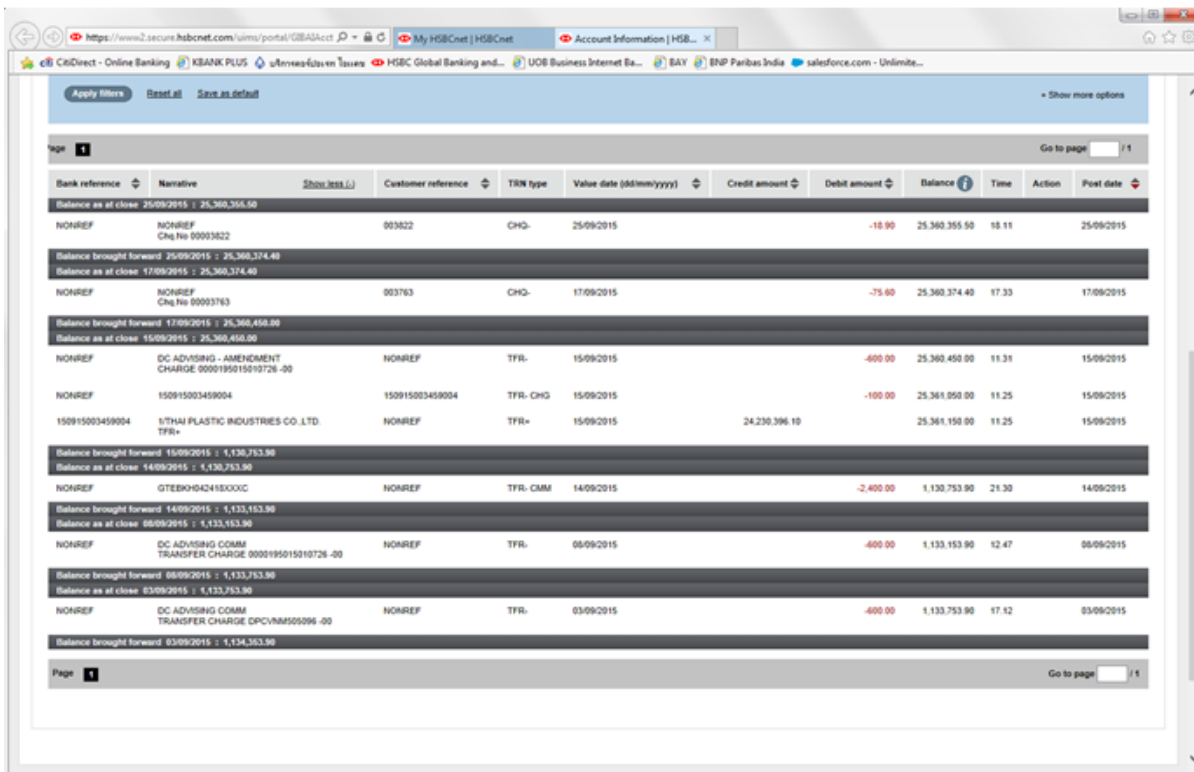 https://www2.secure.hsbcnet.com/uims/portal/GIBAIAcct My HSBCnet | HSBCnet Account Information | HSB...
CitiDirect - Online Banking KBANK PLUS HSBC Global Banking and... UOB Business Internet Ba... BAY BNP Paribas India salesforce.com - Unlimite...
Apply filters Reset all Save as default + Show more options
Page 1 Go to page / 1
Bank reference Narrative Show less (-) Customer reference TRN type Value date (dd/mm/yyyy) Credit amount Debit amount Balance Time Action Post date
Balance as at close 25/09/2015 : 25,360,355.50
NONREF NONREF 003822 CHQ- 25/09/2015 -18.90 25,360,355.50 18.11 25/09/2015
Chq.No 00003822
Balance brought forward 25/09/2015 : 25,360,374.40
Balance as at close 17/09/2015 : 25,360,374.40
NONREF NONREF 003763 CHQ- 17/09/2015 -75.60 25,360,374.40 17.33 17/09/2015
Chq.No 00003763
Balance brought forward 17/09/2015 : 25,360,450.00
Balance as at close 15/09/2015 : 25,360,450.00
NONREF DC ADVISING - AMENDMENT NONREF TFR- 15/09/2015 -600.00 25,360,450.00 11.31 15/09/2015
CHARGE 0000195015010726 -00
NONREF 150915003459004 150915003459004 TFR- CHG 15/09/2015 -100.00 25,361,050.00 11.25 15/09/2015
150915003459004 1/THAI PLASTIC INDUSTRIES CO.,LTD. NONREF TFR+ 15/09/2015 24,230,396.10 25,361,150.00 11.25 15/09/2015
TFR+
Balance brought forward 15/09/2015 : 1,130,753.90
Balance as at close 14/09/2015 : 1,130,753.90
NONREF GTEBKH042418XXXC NONREF TFR- CMM 14/09/2015 -2,400.00 1,130,753.90 21.30 14/09/2015
Balance brought forward 14/09/2015 : 1,133,153.90
Balance as at close 08/09/2015 : 1,133,153.90
NONREF DC ADVISING COMM NONREF TFR- 08/09/2015 -600.00 1,133,153.90 12.47 08/09/2015
TRANSFER CHARGE 0000195015010726 -00
Balance brought forward 08/09/2015 : 1,133,753.90
Balance as at close 03/09/2015 : 1,133,753.90
NONREF DC ADVISING COMM NONREF TFR- 03/09/2015 -600.00 1,133,753.90 17.12 03/09/2015
TRANSFER CHARGE DPCVNM505096 -00
Balance brought forward 03/09/2015 : 1,134,353.90
Page 1 Go to page / 1